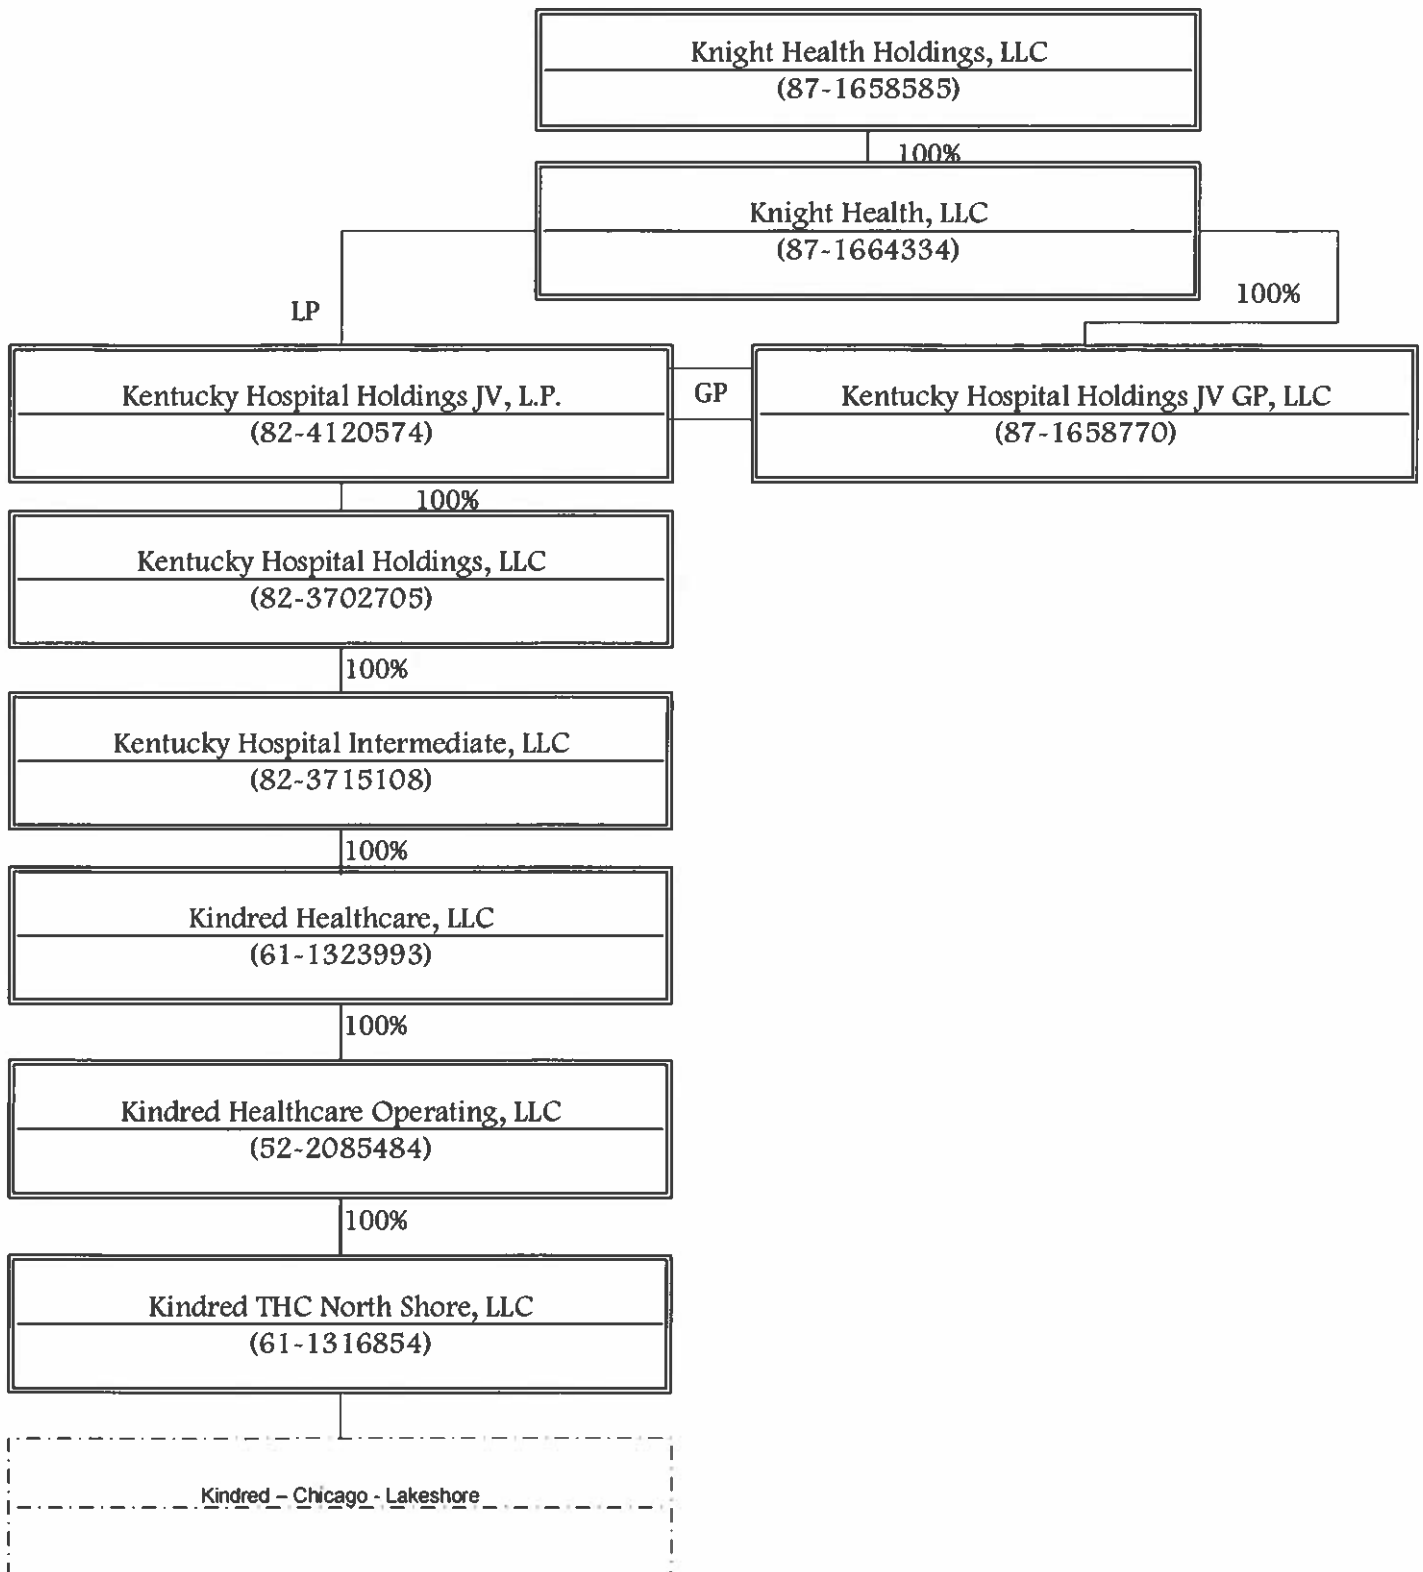 Knight Health Holdings, LLC
(87-1658585)
100%
Knight Health, LLC
(87-1664334)
LP
100%
Kentucky Hospital Holdings JV, L.P.
(82-4120574)
GP
Kentucky Hospital Holdings JV GP, LLC
(87-1658770)
100%
Kentucky Hospital Holdings, LLC
(82-3702705)
100%
Kentucky Hospital Intermediate, LLC
(82-3715108)
100%
Kindred Healthcare, LLC
(61-1323993)
100%
Kindred Healthcare Operating, LLC
(52-2085484)
100%
Kindred THC North Shore, LLC
(61-1316854)
Kindred – Chicago - Lakeshore